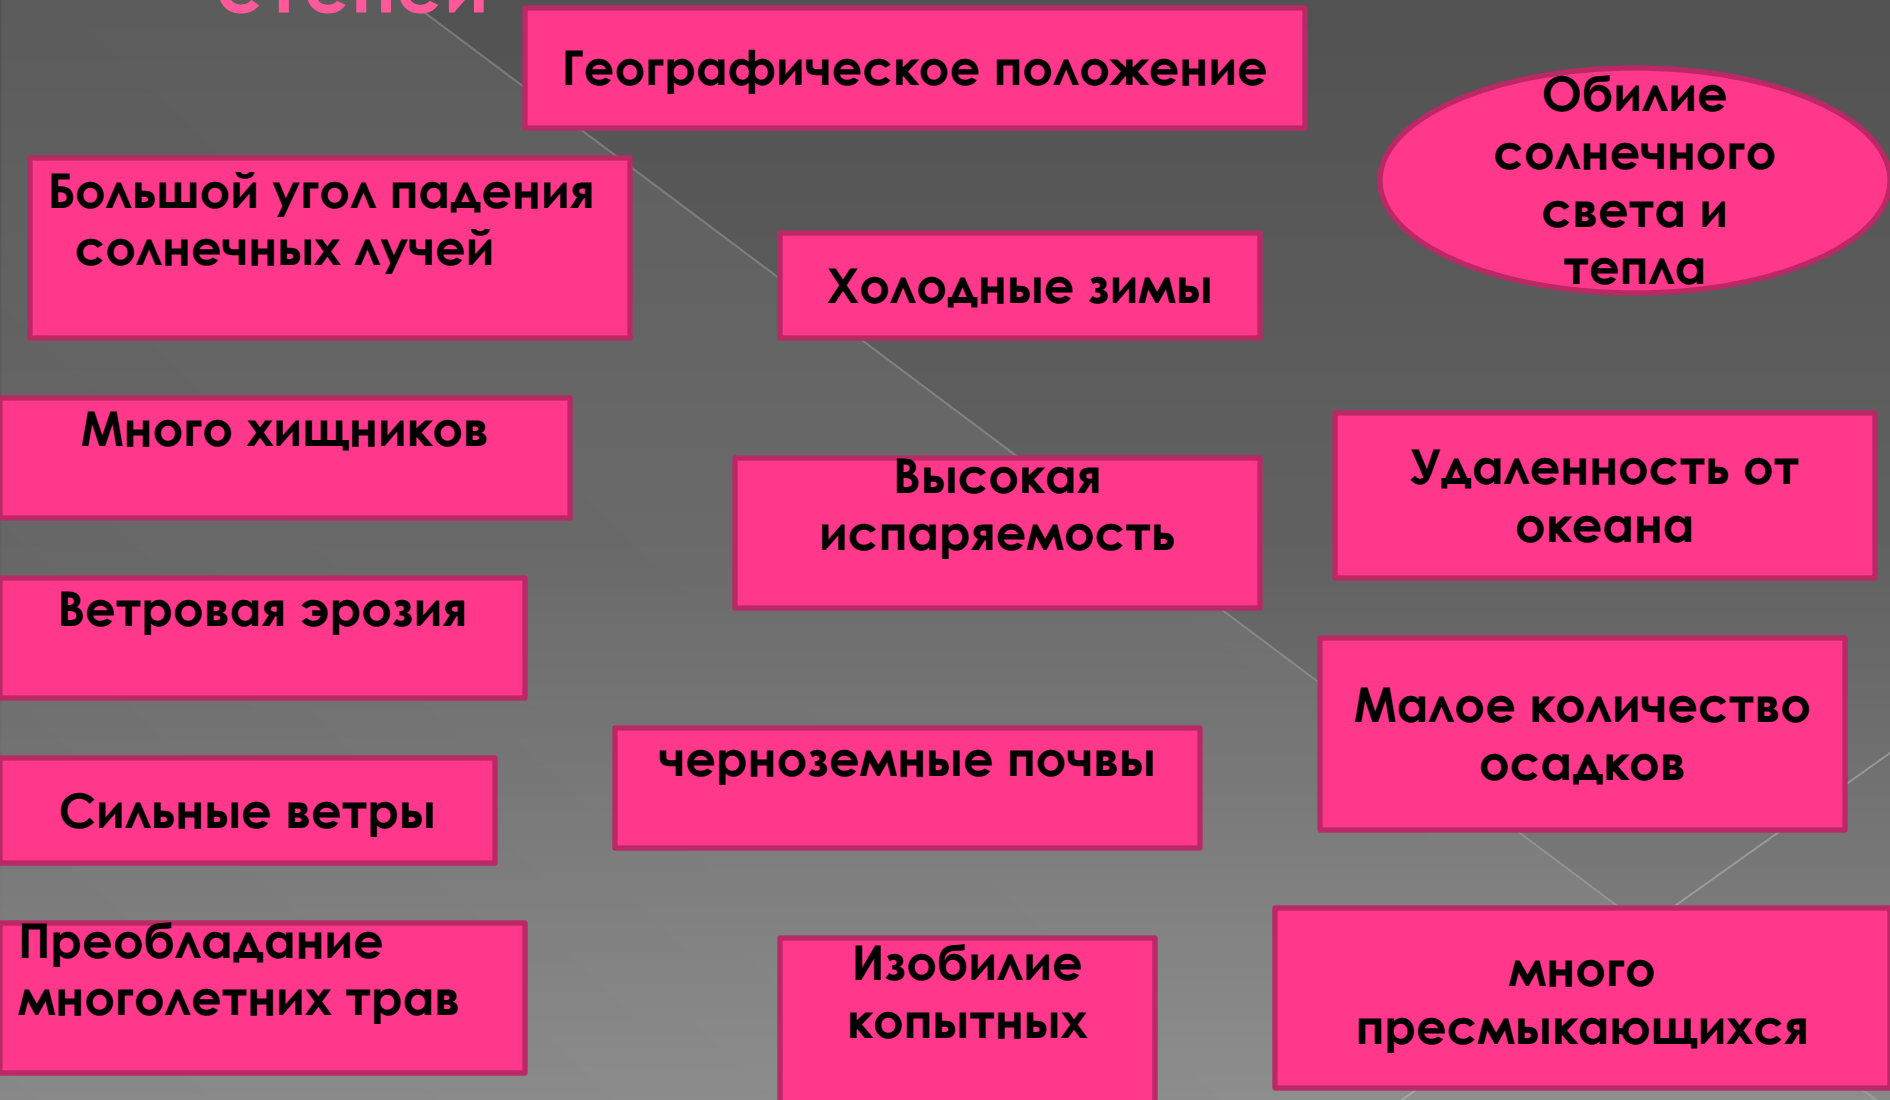 степей
Географическое положение
Обилие
солнечного
света и
тепла
Большой угол падения
солнечных лучей
Холодные зимы
Много хищников
Высокая
испаряемость
Удаленность от
океана
Ветровая эрозия
Малое количество
осадков
черноземные почвы
Сильные ветры
Преобладание
многолетних трав
Изобилие
копытных
много
пресмыкающихся